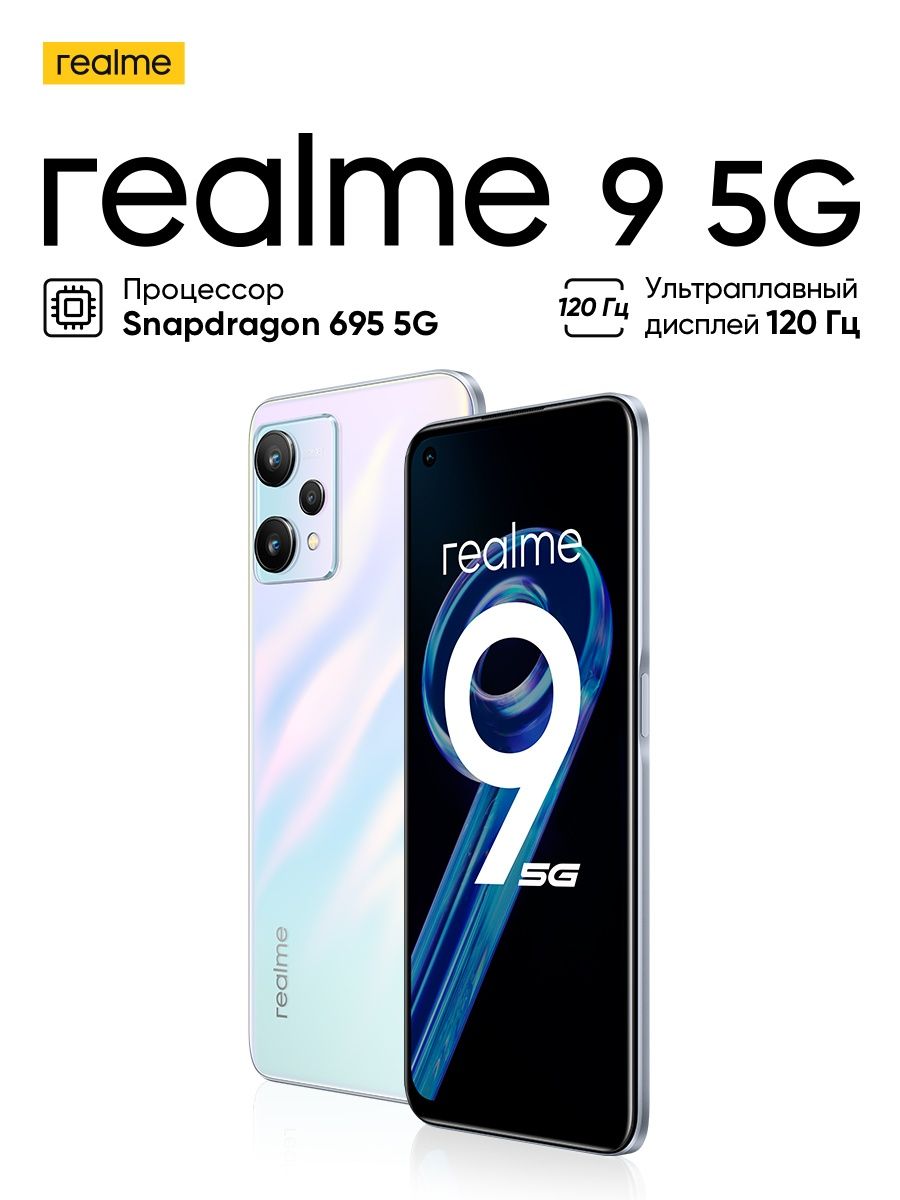 realme
realme 9 5G
Процессор
Snapdragon 695 5G
120 Гц
Ультраплавный
дисплей 120 Гц
realme
9
5G
realme